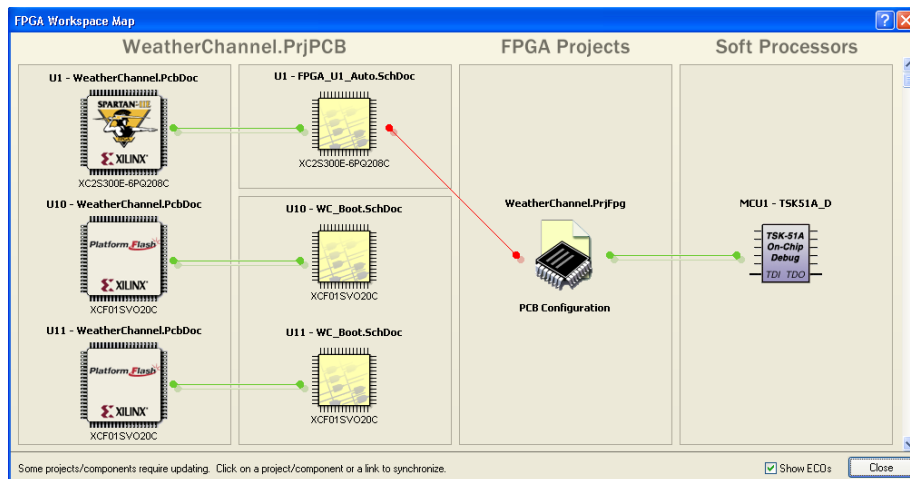 FPGA Workspace Map
WeatherChannel.PrjPCB
FPGA Projects
Soft Processors
U1 - WeatherChannel.PcbDoc
SPARTAN-IIE
XILINX
XC2S300E-6PQ208C
U1 - FPGA_U1_Auto.SchDoc
XC2S300E-6PQ208C
U10 - WeatherChannel.PcbDoc
Platform Flash
XILINX
XCF01SVO20C
U10 - WC_Boot.SchDoc
XCF01SVO20C
WeatherChannel.PrjFpg
PCB Configuration
MCU1 - TSK51A_D
TSK-51A
On-Chip
Debug
TDI TDO
U11 - WeatherChannel.PcbDoc
Platform Flash
XILINX
XCF01SVO20C
U11 - WC_Boot.SchDoc
XCF01SVO20C
Some projects/components require updating. Click on a project/component or a link to synchronize.
Show ECOs
Close